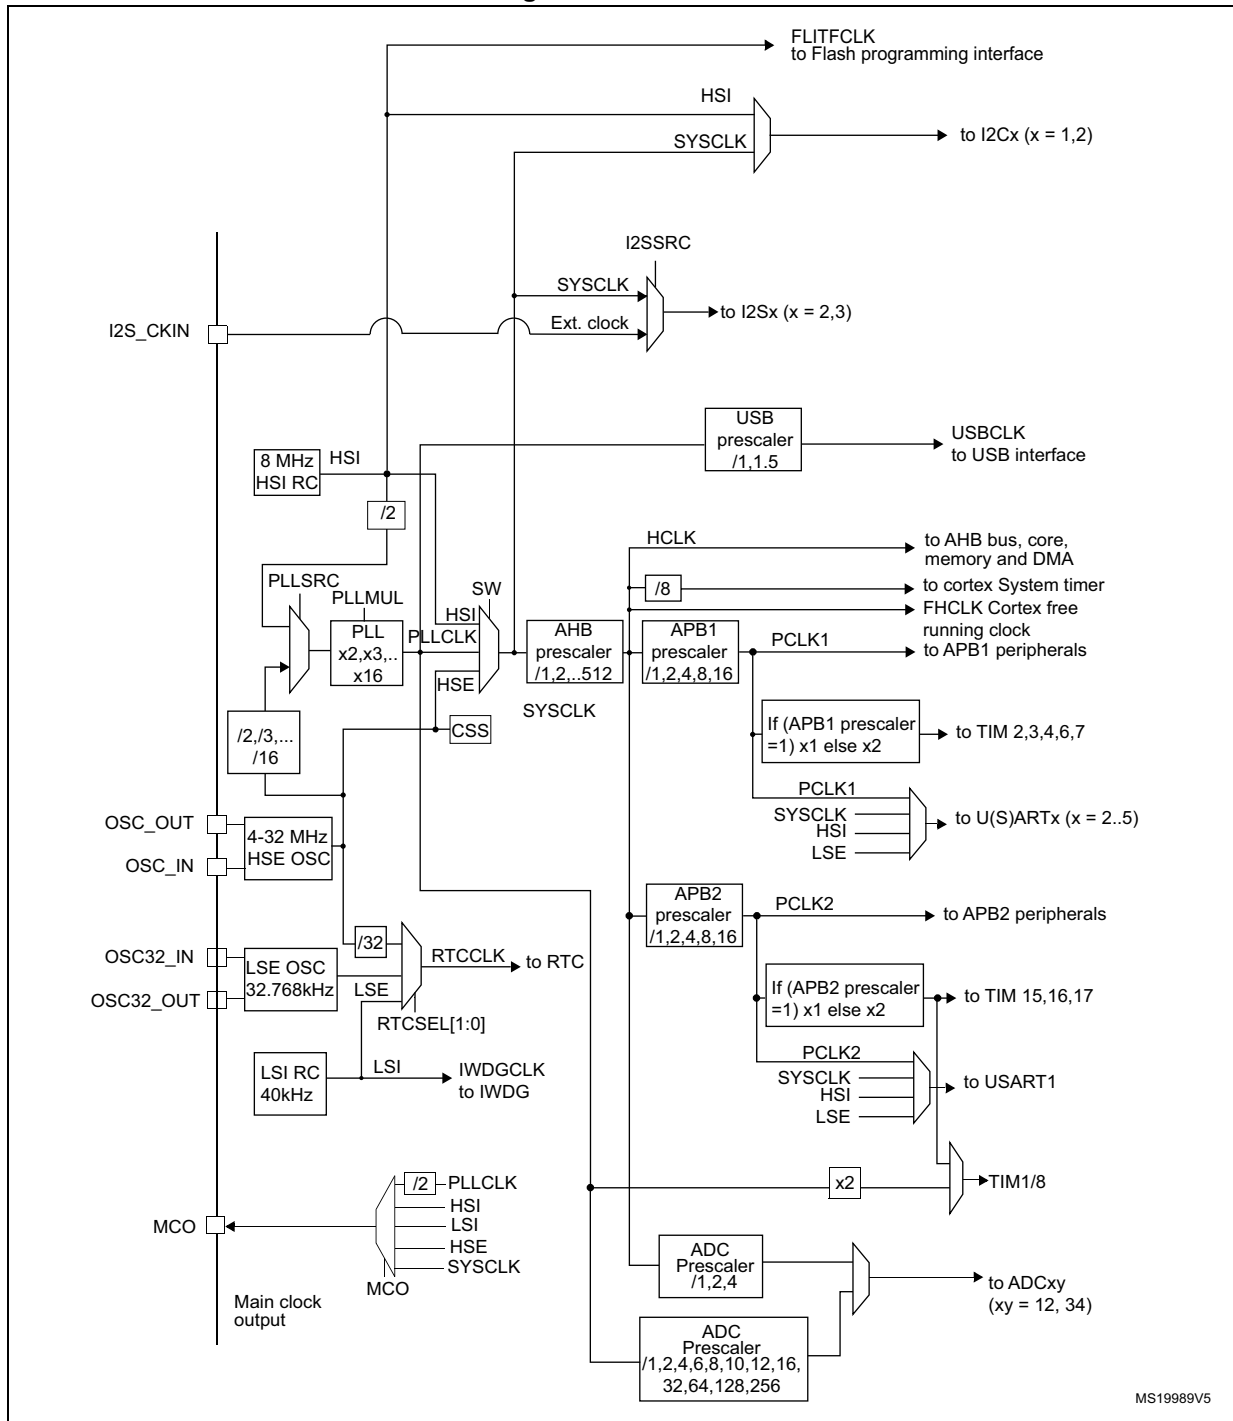 FLITFCLK
to Flash programming interface
HSI
SYSCLK
to I2Cx (x = 1,2)
I2SSRC
SYSCLK
to I2Sx (x = 2,3)
Ext. clock
I2S_CKIN
USB
prescaler
/1,1.5
USBCLK
to USB interface
8 MHz
HSI RC
HSI
/2
HCLK
to AHB bus, core,
memory and DMA
/8
to cortex System timer
FHCLK Cortex free
running clock
PLLSRC
PLLMUL
PLL
x2,x3,..
x16
SW
HSI
PLLCLK
HSE
AHB
prescaler
/1,2,..512
APB1
prescaler
/1,2,4,8,16
PCLK1
to APB1 peripherals
SYSCLK
/2,/3,...
/16
CSS
If (APB1 prescaler
=1) x1 else x2
to TIM 2,3,4,6,7
PCLK1
SYSCLK
HSI
LSE
to U(S)ARTx (x = 2..5)
OSC_OUT
OSC_IN
4-32 MHz
HSE OSC
APB2
prescaler
/1,2,4,8,16
PCLK2
to APB2 peripherals
/32
OSC32_IN
OSC32_OUT
LSE OSC
32.768kHz
LSE
RTCCLK
to RTC
RTCSEL[1:0]
If (APB2 prescaler
=1) x1 else x2
to TIM 15,16,17
LSI RC
40kHz
LSI
IWDGCLK
to IWDG
PCLK2
SYSCLK
HSI
LSE
to USART1
x2
TIM1/8
/2
PLLCLK
HSI
LSI
HSE
SYSCLK
MCO
MCO
Main clock
output
ADC
Prescaler
/1,2,4
to ADCxy
(xy = 12, 34)
ADC
Prescaler
/1,2,4,6,8,10,12,16,
32,64,128,256
MS19989V5